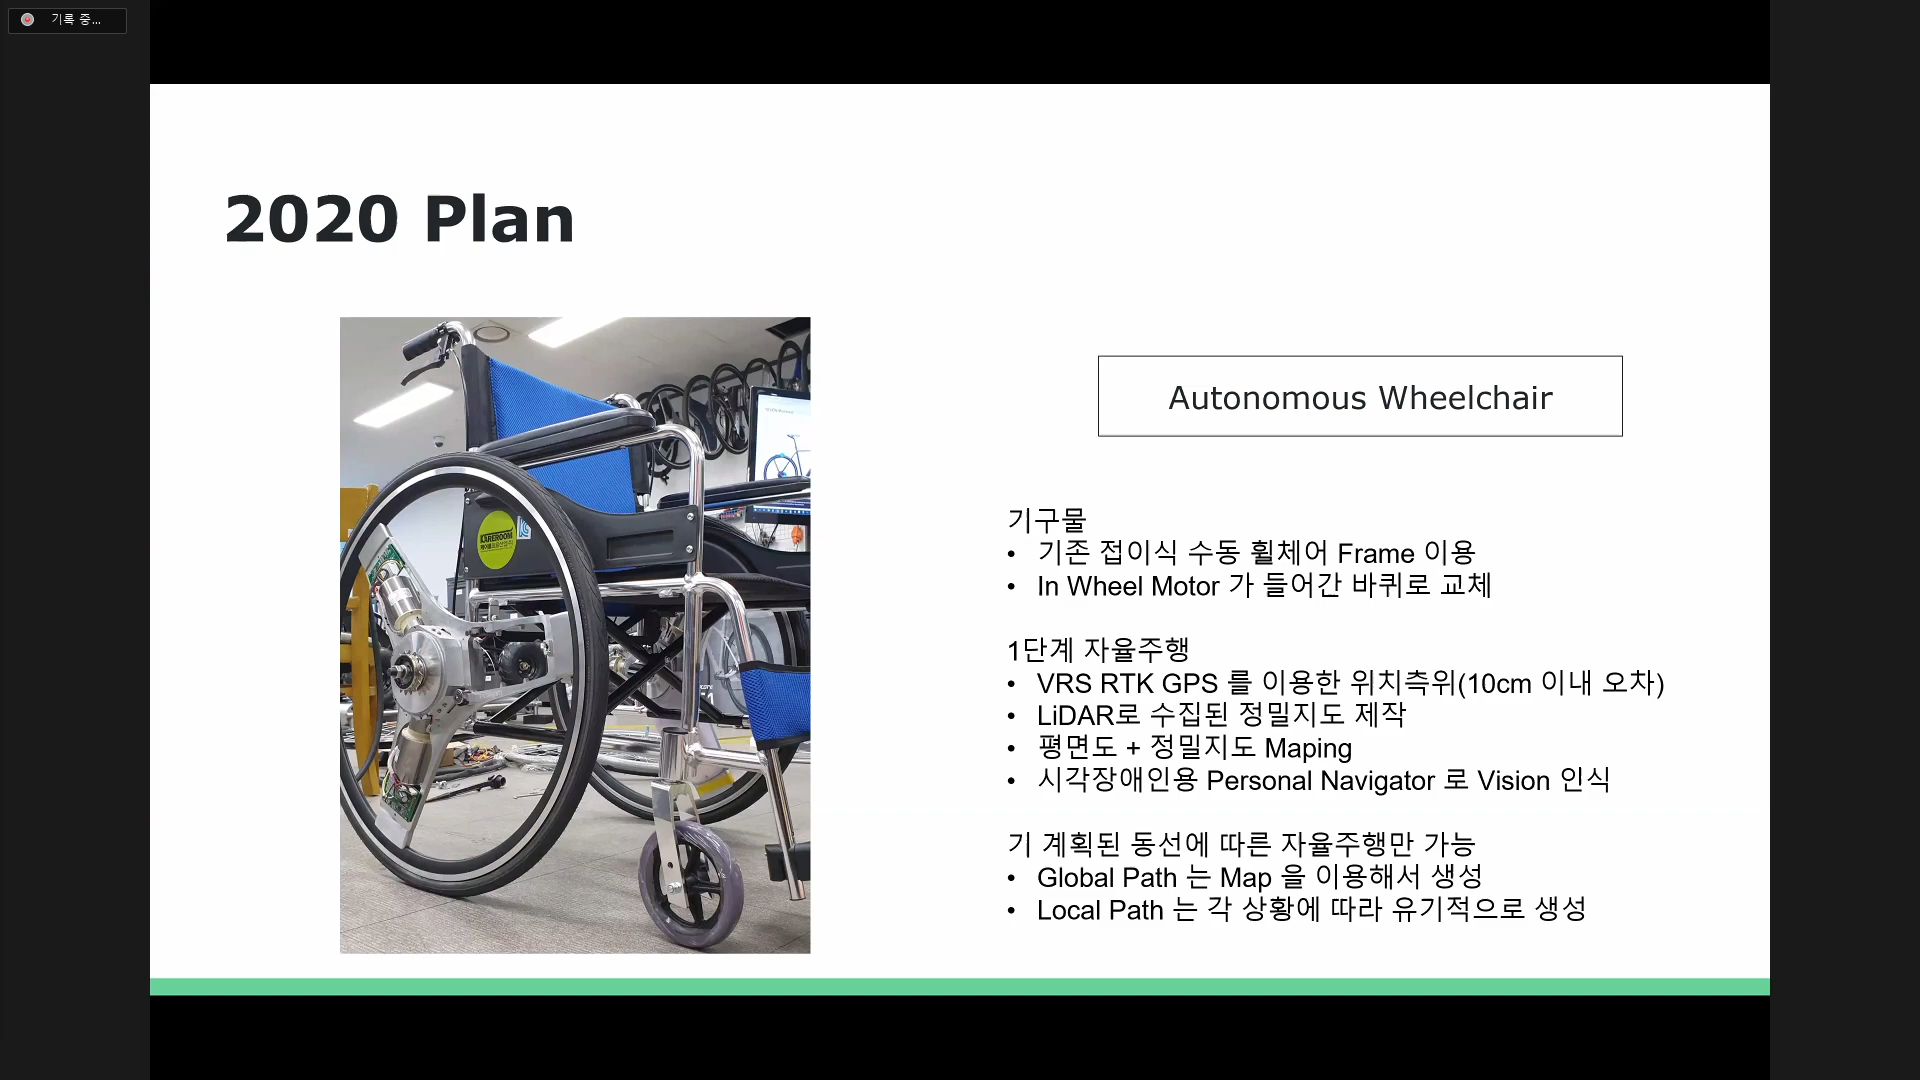 기록 중...
2020 Plan
KAREROOM
Autonomous Wheelchair
기구물
• 기존 접이식 수동 휠체어 Frame 이용
• In Wheel Motor 가 들어간 바퀴로 교체
1단계 자율주행
• VRS RTK GPS 를 이용한 위치측위(10cm 이내 오차)
• LiDAR로 수집된 정밀지도 제작
• 평면도 + 정밀지도 Maping
• 시각장애인용 Personal Navigator 로 Vision 인식
기 계획된 동선에 따른 자율주행만 가능
• Global Path 는 Map 을 이용해서 생성
• Local Path 는 각 상황에 따라 유기적으로 생성